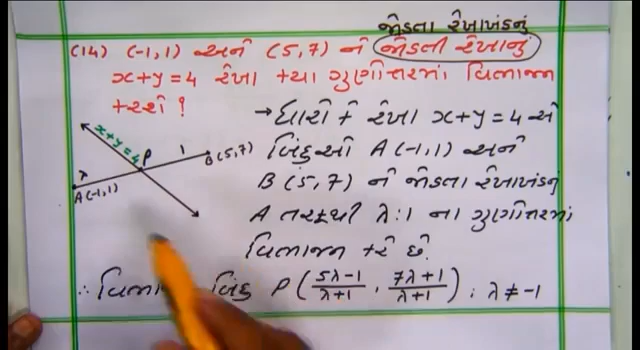 જોડતા રેખાખંડનું
(14) (-1,1) અને (5,7) ને જોડતી રેખાનું
x+y=4 રેખા ક્યા ગુણોત્તરમાં વિભાજન
કરશે ?
→ ધારો કે રેખા x+y=4 એ
બિંદુઓ A(-1,1) અને
B(5,7) ને જોડતા રેખાખંડનું
A તરફથી λ:1 ના ગુણોત્તરમાં
વિભાજન કરે છે.
x+y=4
P
1
B(5,7)
λ
A(-1,1)
∴ બિંદુ P (5λ-1/λ+1 , 7λ+1/λ+1) ; λ≠-1